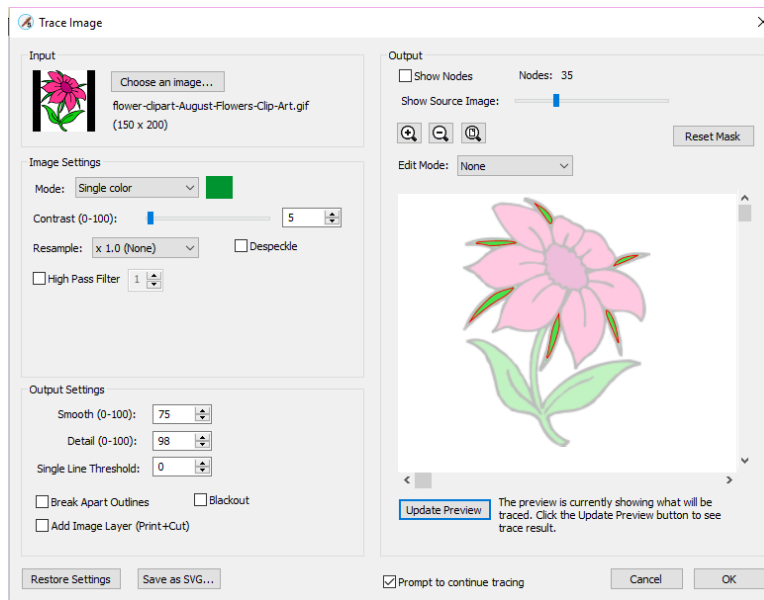 Trace Image
Input
Choose an image...
flower-clipart-August-Flowers-Clip-Art.gif
(150 x 200)
Image Settings
Mode: Single color
Contrast (0-100): 5
Resample: x 1.0 (None) Despeckle
High Pass Filter 1
Output Settings
Smooth (0-100): 75
Detail (0-100): 98
Single Line Threshold: 0
Break Apart Outlines Blackout
Add Image Layer (Print+Cut)
Restore Settings Save as SVG...
Output
Show Nodes Nodes: 35
Show Source Image:
Reset Mask
Edit Mode: None
Update Preview
The preview is currently showing what will be
traced. Click the Update Preview button to see
trace result.
Prompt to continue tracing Cancel OK